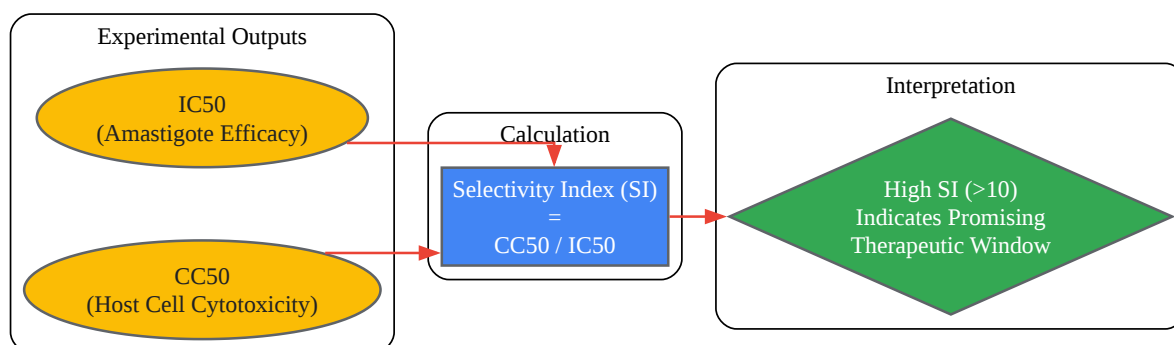 Experimental Outputs
IC50
(Amastigote Efficacy)
CC50
(Host Cell Cytotoxicity)
Calculation
Selectivity Index (SI)
=
CC50 / IC50
Interpretation
High SI (>10)
Indicates Promising
Therapeutic Window